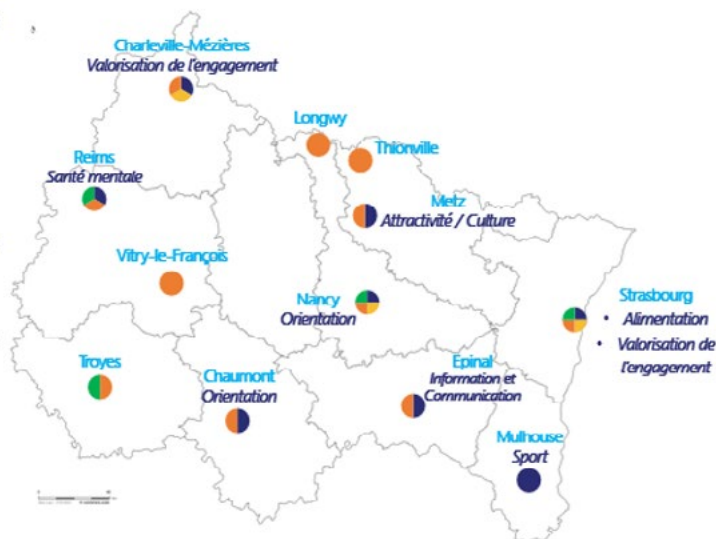 Charleville-Mézières
Valorisation de l'engagement
Longwy
Thionville
Reims
Santé mentale
Metz
Attractivité / Culture
Vitry-le-François
Nancy
Orientation
Strasbourg
• Alimentation
• Valorisation de
l'engagement
Troyes
Chaumont
Orientation
Epinal
Information et
Communication
Mulhouse
Sport